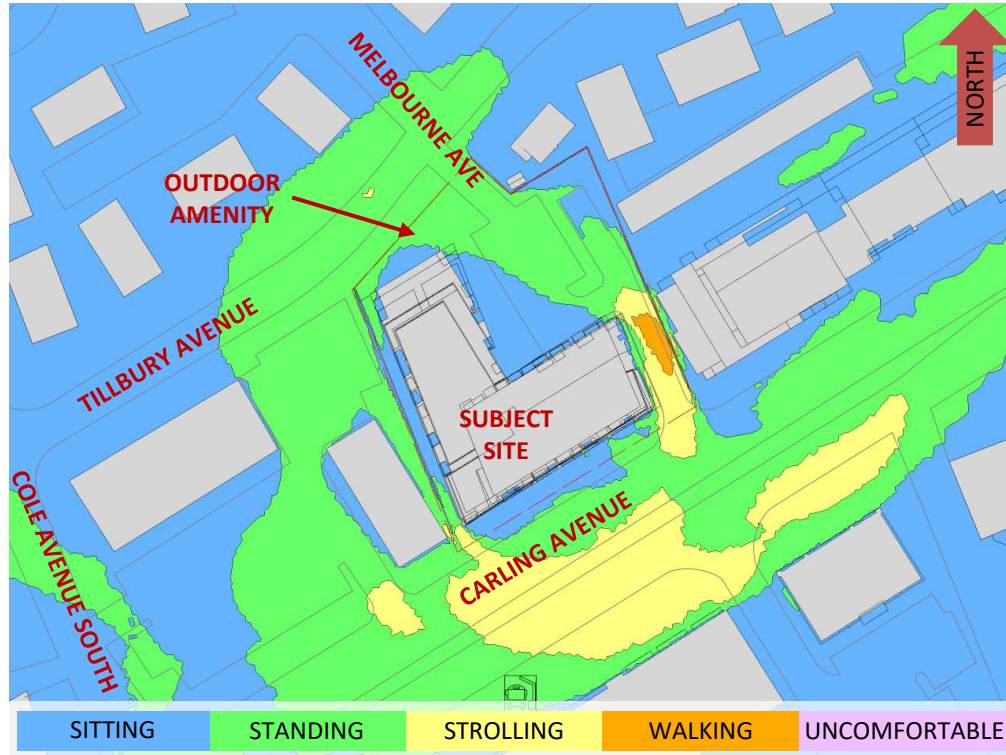 MELBOURNE AVE
NORTH
OUTDOOR
AMENITY
TILLBURY AVENUE
SUBJECT
SITE
COLE AVENUE SOUTH
CARLING AVENUE
SITTING
STANDING
STROLLING
WALKING
UNCOMFORTABLE